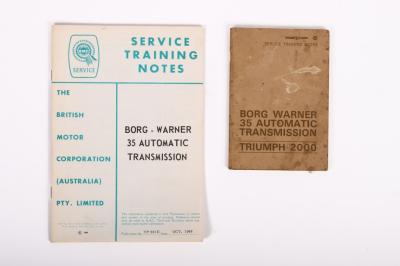 SERVICE
TRAINING
NOTES
SERVICE
THE
BRITISH
MOTOR
CORPORATION
(AUSTRALIA)
PTY. LIMITED
BORG - WARNER
35 AUTOMATIC
TRANSMISSION
SERVICE TRAINING NOTES
BORG WARNER
35 AUTOMATIC
TRANSMISSION
TRIUMPH 2000